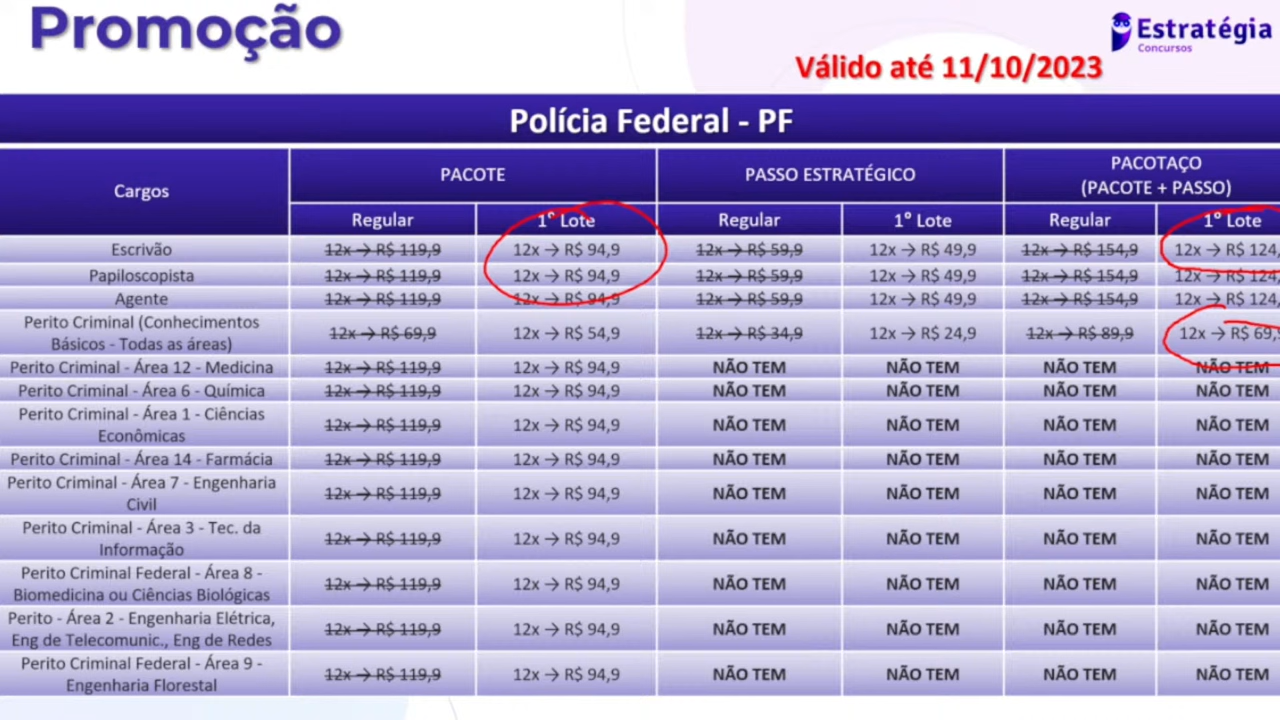 Promoção
Estratégia
Concursos
Válido até 11/10/2023
Polícia Federal - PF
Cargos
PACOTE
PASSO ESTRATÉGICO
PACOTAÇO
(PACOTE + PASSO)
Regular
1º Lote
Regular
1º Lote
Regular
1º Lote
Escrivão 12x → R$ 119,9 12x → R$ 94,9 12x → R$ 59,9 12x → R$ 49,9 12x → R$ 154,9 12x → R$ 124,
Papiloscopista 12x → R$ 119,9 12x → R$ 94,9 12x → R$ 59,9 12x → R$ 49,9 12x → R$ 154,9 12x → R$ 124,
Agente 12x → R$ 119,9 12x → R$ 94,9 12x → R$ 59,9 12x → R$ 49,9 12x → R$ 154,9 12x → R$ 124,
Perito Criminal (Conhecimentos
Básicos - Todas as áreas) 12x → R$ 69,9 12x → R$ 54,9 12x → R$ 34,9 12x → R$ 24,9 12x → R$ 89,9 12x → R$ 69,9
Perito Criminal - Área 12 - Medicina 12x → R$ 119,9 12x → R$ 94,9 NÃO TEM NÃO TEM NÃO TEM NÃO TEM
Perito Criminal - Área 6 - Química 12x → R$ 119,9 12x → R$ 94,9 NÃO TEM NÃO TEM NÃO TEM NÃO TEM
Perito Criminal - Área 1 - Ciências
Econômicas 12x → R$ 119,9 12x → R$ 94,9 NÃO TEM NÃO TEM NÃO TEM NÃO TEM
Perito Criminal - Área 14 - Farmácia 12x → R$ 119,9 12x → R$ 94,9 NÃO TEM NÃO TEM NÃO TEM NÃO TEM
Perito Criminal - Área 7 - Engenharia
Civil 12x → R$ 119,9 12x → R$ 94,9 NÃO TEM NÃO TEM NÃO TEM NÃO TEM
Perito Criminal - Área 3 - Tec. da
Informação 12x → R$ 119,9 12x → R$ 94,9 NÃO TEM NÃO TEM NÃO TEM NÃO TEM
Perito Criminal Federal - Área 8 -
Biomedicina ou Ciências Biológicas 12x → R$ 119,9 12x → R$ 94,9 NÃO TEM NÃO TEM NÃO TEM NÃO TEM
Perito - Área 2 - Engenharia Elétrica,
Eng de Telecomunic., Eng de Redes 12x → R$ 119,9 12x → R$ 94,9 NÃO TEM NÃO TEM NÃO TEM NÃO TEM
Perito Criminal Federal - Área 9 -
Engenharia Florestal 12x → R$ 119,9 12x → R$ 94,9 NÃO TEM NÃO TEM NÃO TEM NÃO TEM